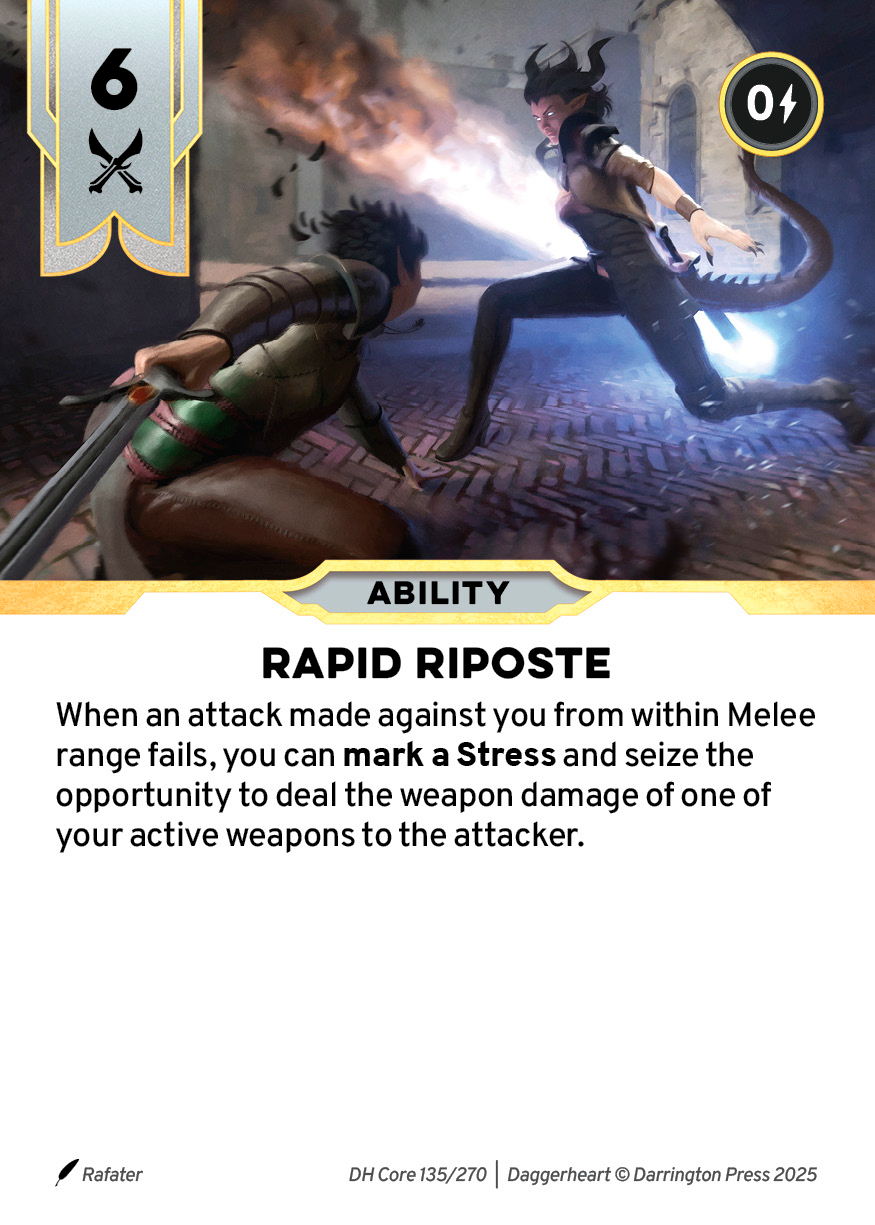 6
0
ABILITY
RAPID RIPOSTE
When an attack made against you from within Melee
range fails, you can mark a Stress and seize the
opportunity to deal the weapon damage of one of
your active weapons to the attacker.
Rafater
DH Core 135/270 | Daggerheart © Darrington Press 2025